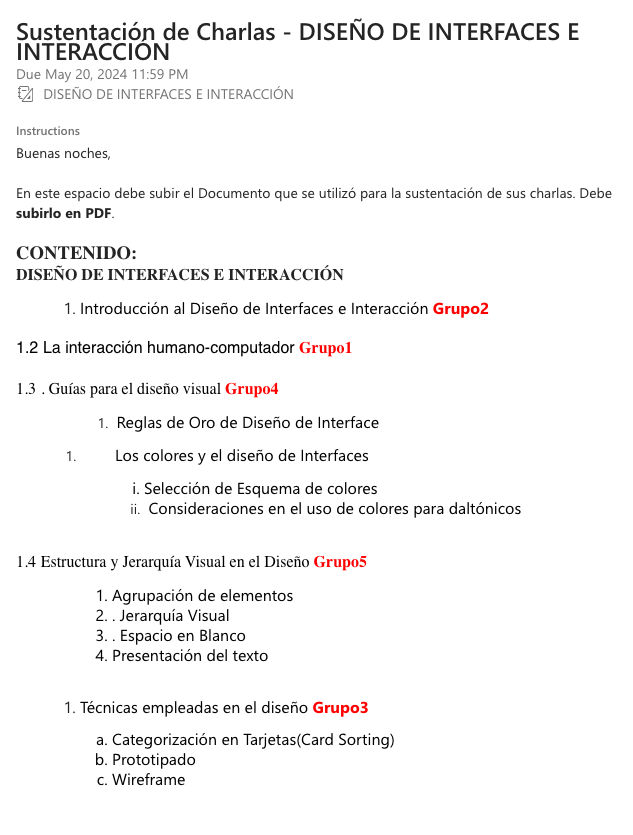 Sustentación de Charlas - DISEÑO DE INTERFACES E
INTERACCIÓN
Due May 20, 2024 11:59 PM
DISEÑO DE INTERFACES E INTERACCIÓN
Instructions
Buenas noches,
En este espacio debe subir el Documento que se utilizó para la sustentación de sus charlas. Debe
subirlo en PDF.
CONTENIDO:
DISEÑO DE INTERFACES E INTERACCIÓN
1. Introducción al Diseño de Interfaces e Interacción Grupo2
1.2 La interacción humano-computador Grupo1
1.3 . Guías para el diseño visual Grupo4
1. Reglas de Oro de Diseño de Interface
1. Los colores y el diseño de Interfaces
i. Selección de Esquema de colores
ii. Consideraciones en el uso de colores para daltónicos
1.4 Estructura y Jerarquía Visual en el Diseño Grupo5
1. Agrupación de elementos
2. . Jerarquía Visual
3. . Espacio en Blanco
4. Presentación del texto
1. Técnicas empleadas en el diseño Grupo3
a. Categorización en Tarjetas(Card Sorting)
b. Prototipado
c. Wireframe